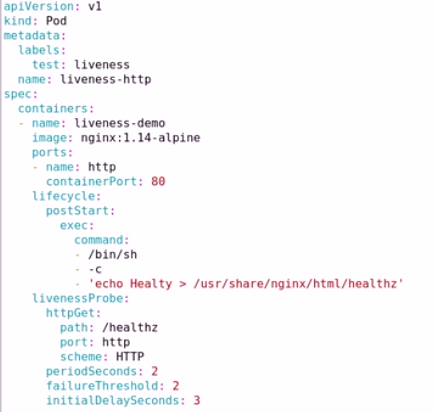 apiVersion: v1
kind: Pod
metadata:
  labels:
    test: liveness
  name: liveness-http
spec:
  containers:
  - name: liveness-demo
    image: nginx:1.14-alpine
    ports:
    - name: http
      containerPort: 80
    lifecycle:
      postStart:
        exec:
          command:
          - /bin/sh
          - -c
          - 'echo Healty > /usr/share/nginx/html/healthz'
    livenessProbe:
      httpGet:
        path: /healthz
        port: http
        scheme: HTTP
      periodSeconds: 2
      failureThreshold: 2
      initialDelaySeconds: 3